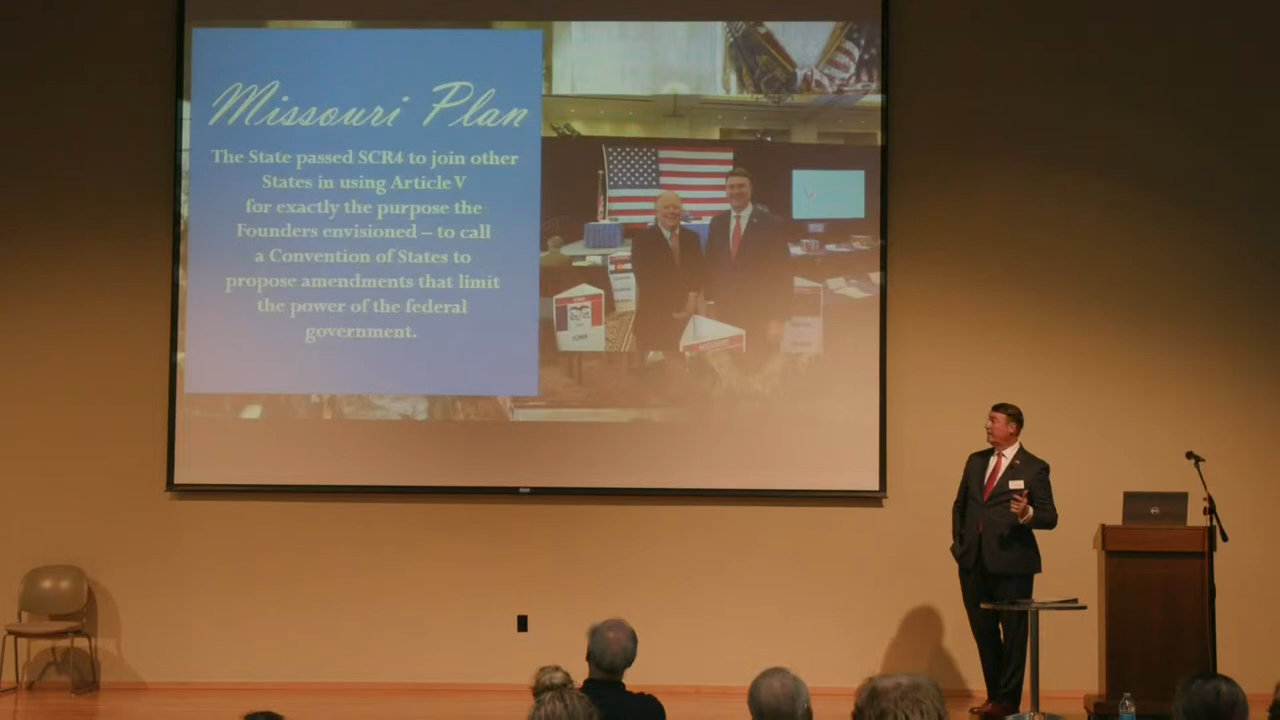 Missouri Plan
The State passed SCR4 to join other
States in using Article V
for exactly the purpose the
Founders envisioned – to call
a Convention of States to
propose amendments that limit
the power of the federal
government.
IOWA